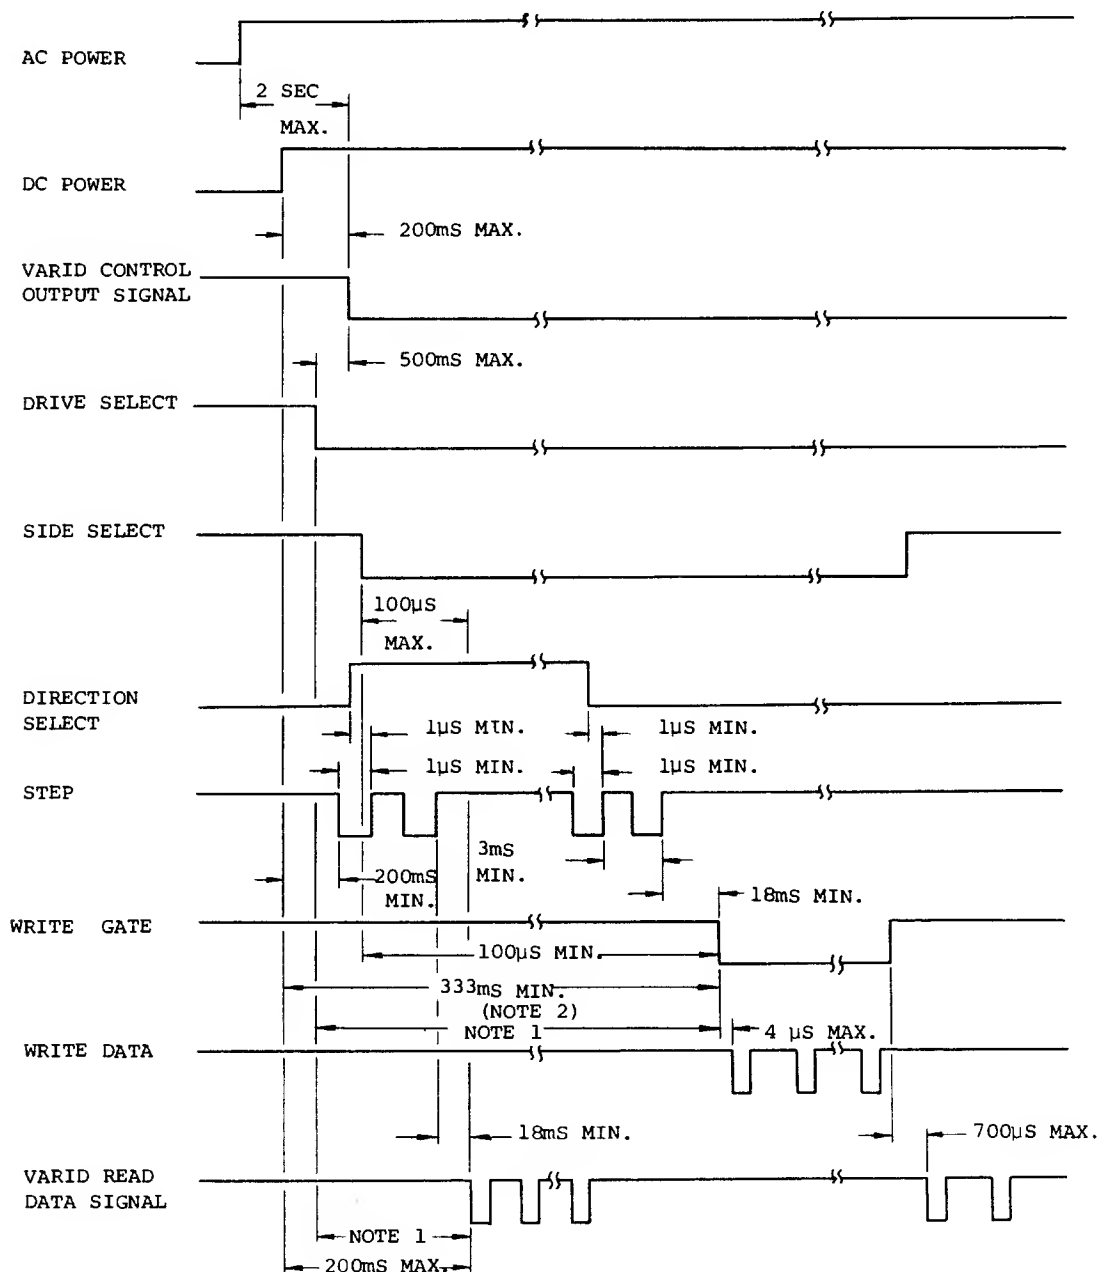 AC POWER
2 SEC
MAX.
DC POWER
200mS MAX.
VARID CONTROL
OUTPUT SIGNAL
500mS MAX.
DRIVE SELECT
SIDE SELECT
100µS
MAX.
DIRECTION
SELECT
1µS MIN.
1µS MIN.
1µS MIN.
1µS MIN.
STEP
200mS
MIN.
3mS
MIN.
18mS MIN.
WRITE GATE
100µS MIN.
333mS MIN.
(NOTE 2)
NOTE 1
4 µS MAX.
WRITE DATA
18mS MIN.
700µS MAX.
VARID READ
DATA SIGNAL
NOTE 1
200mS MAX.